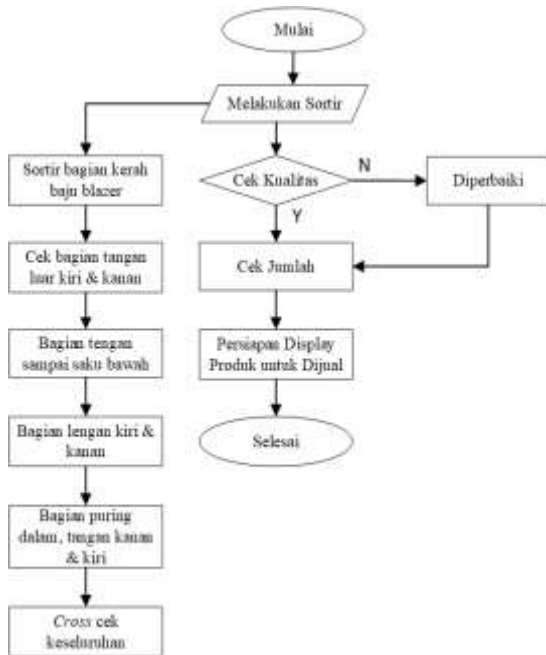 Mulai
Melakukan Sortir
Sortir bagian kerah
baju blazer
Cek Kualitas
N
Diperbaiki
Y
Cek bagian tangan
luar kiri & kanan
Cek Jumlah
Bagian tengan
sampai saku bawah
Persiapan Display
Produk untuk Dijual
Bagian lengan kiri &
kanan
Selesai
Bagian puring
dalam, tangan kanan
& kiri
Cross cek
keseluruhan